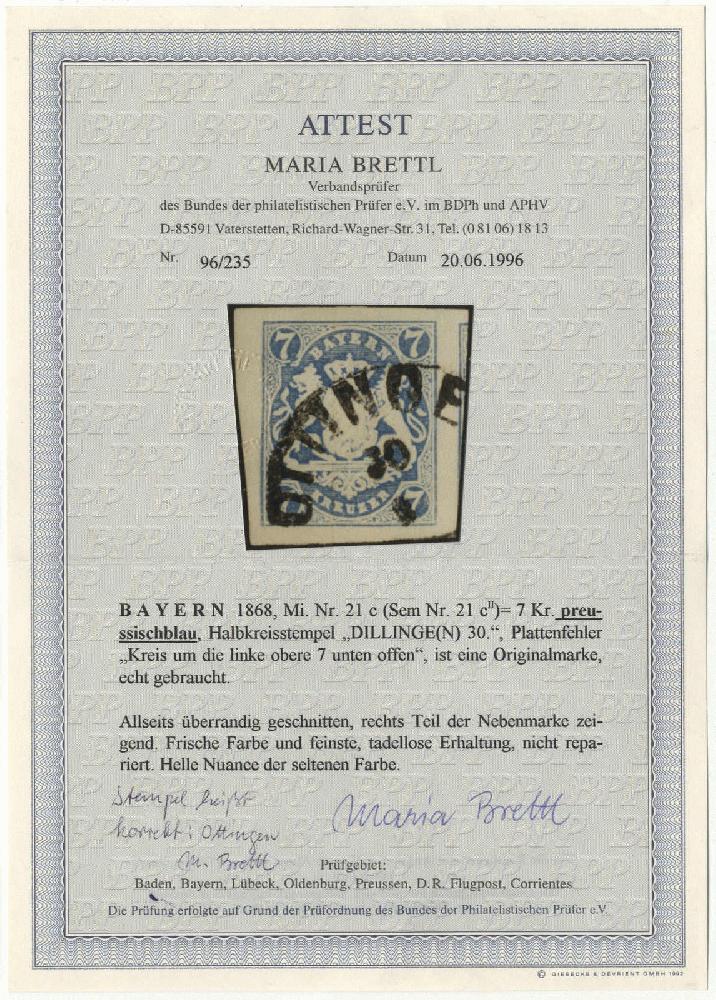 ATTEST
MARIA BRETTL
Verbandsprüfer
des Bundes der philatelistischen Prüfer e.V. im BDPh und APHV
D-85591 Vaterstetten, Richard-Wagner-Str. 31, Tel. (0 81 06) 18 13
Nr. 96/235 Datum 20.06.1996
7 BAYERN 7
OTTINGE
30
7 KREUZER 7
BAYERN 1868, Mi. Nr. 21 c (Sem Nr. 21 cII)= 7 Kr. preu-
ssischblau, Halbkreisstempel „DILLINGE(N) 30.“, Plattenfehler
„Kreis um die linke obere 7 unten offen“, ist eine Originalmarke,
echt gebraucht.
Allseits überrandig geschnitten, rechts Teil der Nebenmarke zei-
gend. Frische Farbe und feinste, tadellose Erhaltung, nicht repa-
riert. Helle Nuance der seltenen Farbe.
Stempel heißt
korrekt: Ottingen
M. Brettl
Maria Brettl
Prüfgebiet:
Baden, Bayern, Lübeck, Oldenburg, Preussen, D.R. Flugpost, Corrientes
Die Prüfung erfolgte auf Grund der Prüfordnung des Bundes der Philatelistischen Prüfer e.V.
© GIESECKE & DEVRIENT GMBH 1992